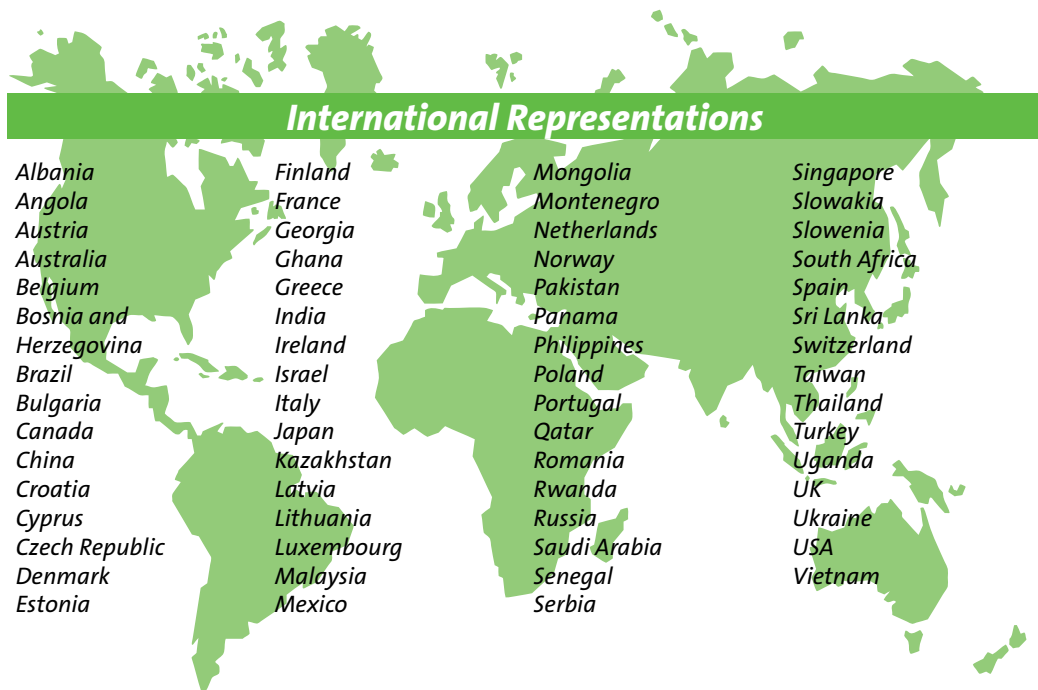 International Representations
Albania
Angola
Austria
Australia
Belgium
Bosnia and
Herzegovina
Brazil
Bulgaria
Canada
China
Croatia
Cyprus
Czech Republic
Denmark
Estonia
Finland
France
Georgia
Ghana
Greece
India
Ireland
Israel
Italy
Japan
Kazakhstan
Latvia
Lithuania
Luxembourg
Malaysia
Mexico
Mongolia
Montenegro
Netherlands
Norway
Pakistan
Panama
Philippines
Poland
Portugal
Qatar
Romania
Rwanda
Russia
Saudi Arabia
Senegal
Serbia
Singapore
Slowakia
Slowenia
South Africa
Spain
Sri Lanka
Switzerland
Taiwan
Thailand
Turkey
Uganda
UK
Ukraine
USA
Vietnam